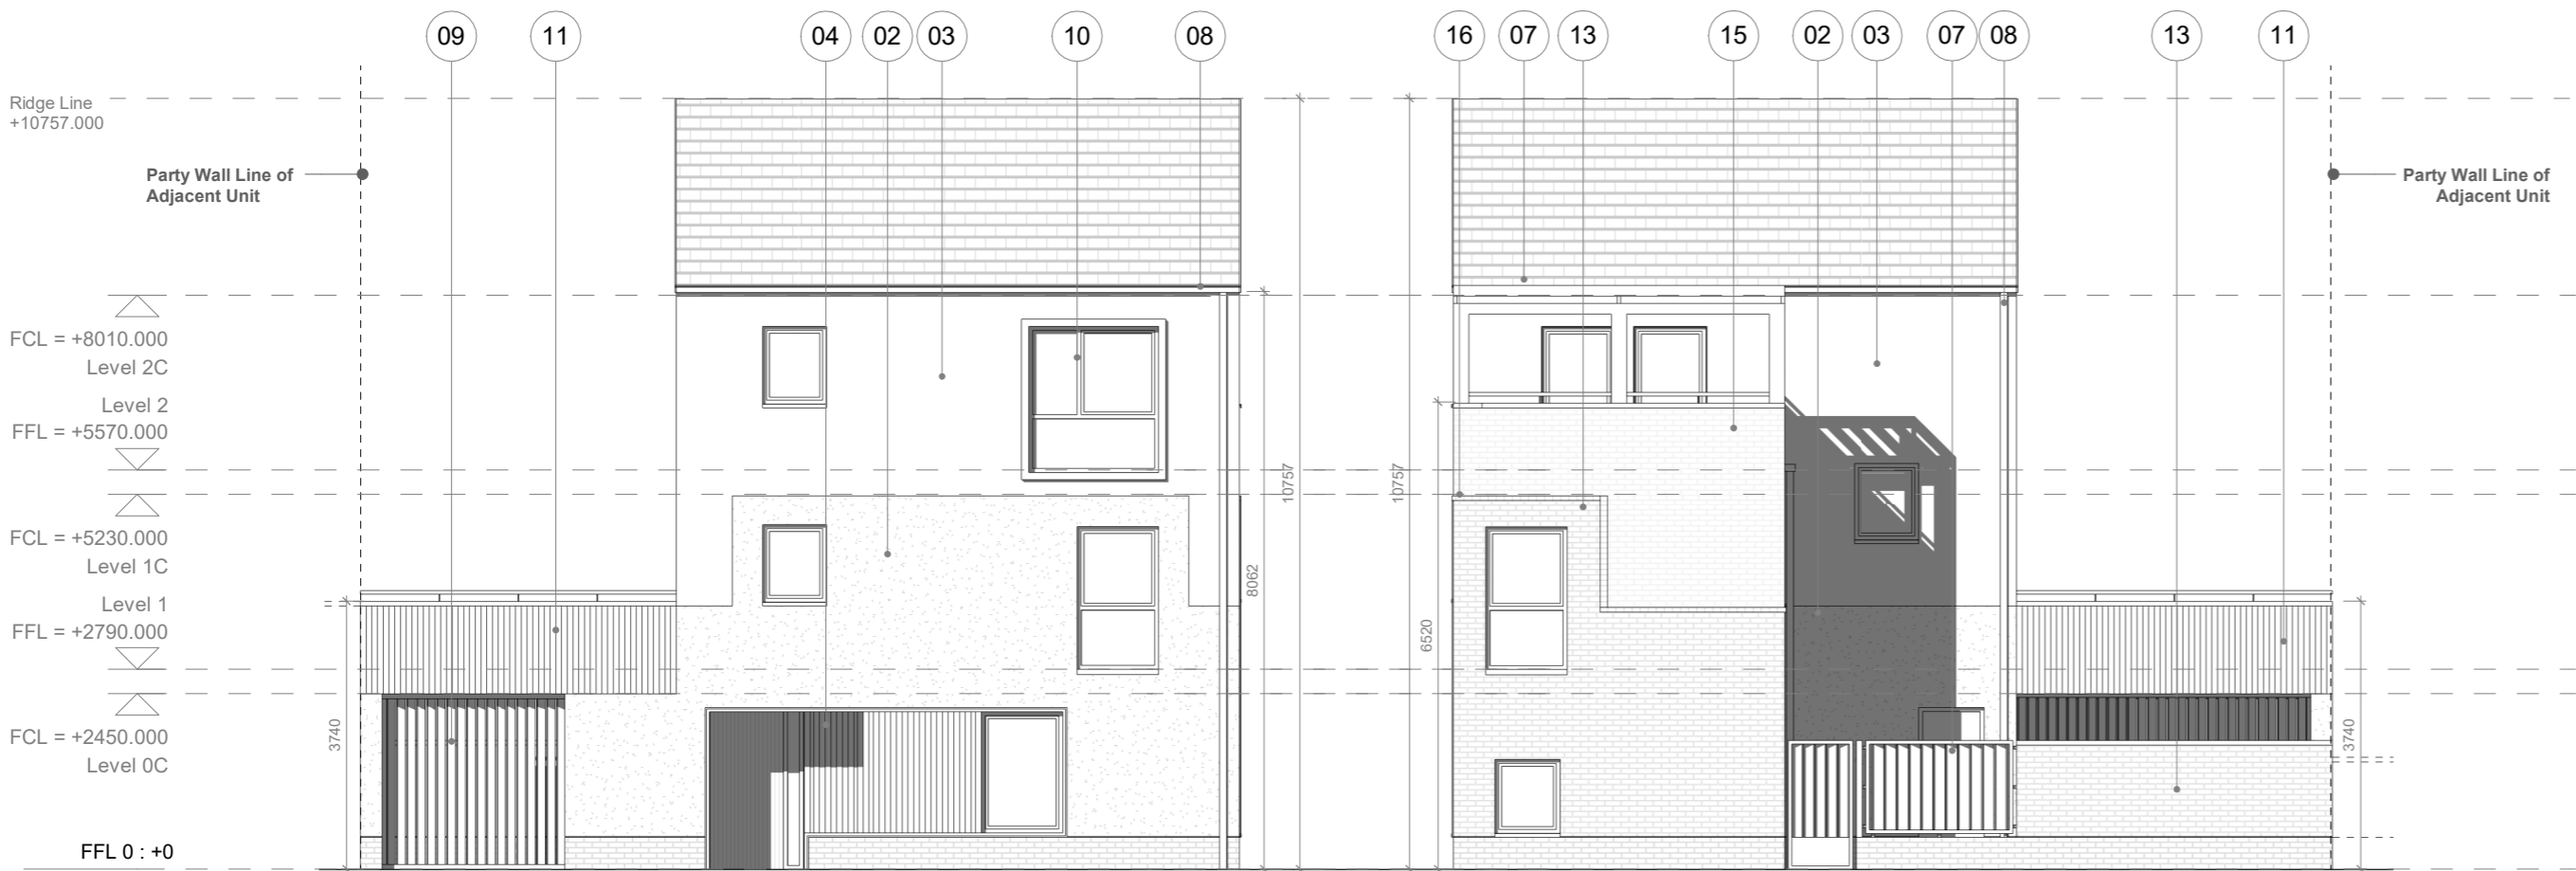 09 11 04 02 03 10 08 16 07 13 15 02 03 07 08 13 11
Ridge Line
+10757.000
Party Wall Line of
Adjacent Unit
Party Wall Line of
Adjacent Unit
FCL = +8010.000
Level 2C
Level 2
FFL = +5570.000
FCL = +5230.000
Level 1C
Level 1
FFL = +2790.000
FCL = +2450.000
Level 0C
FFL 0 : +0
3740
8062
10757
10757
6520
3740